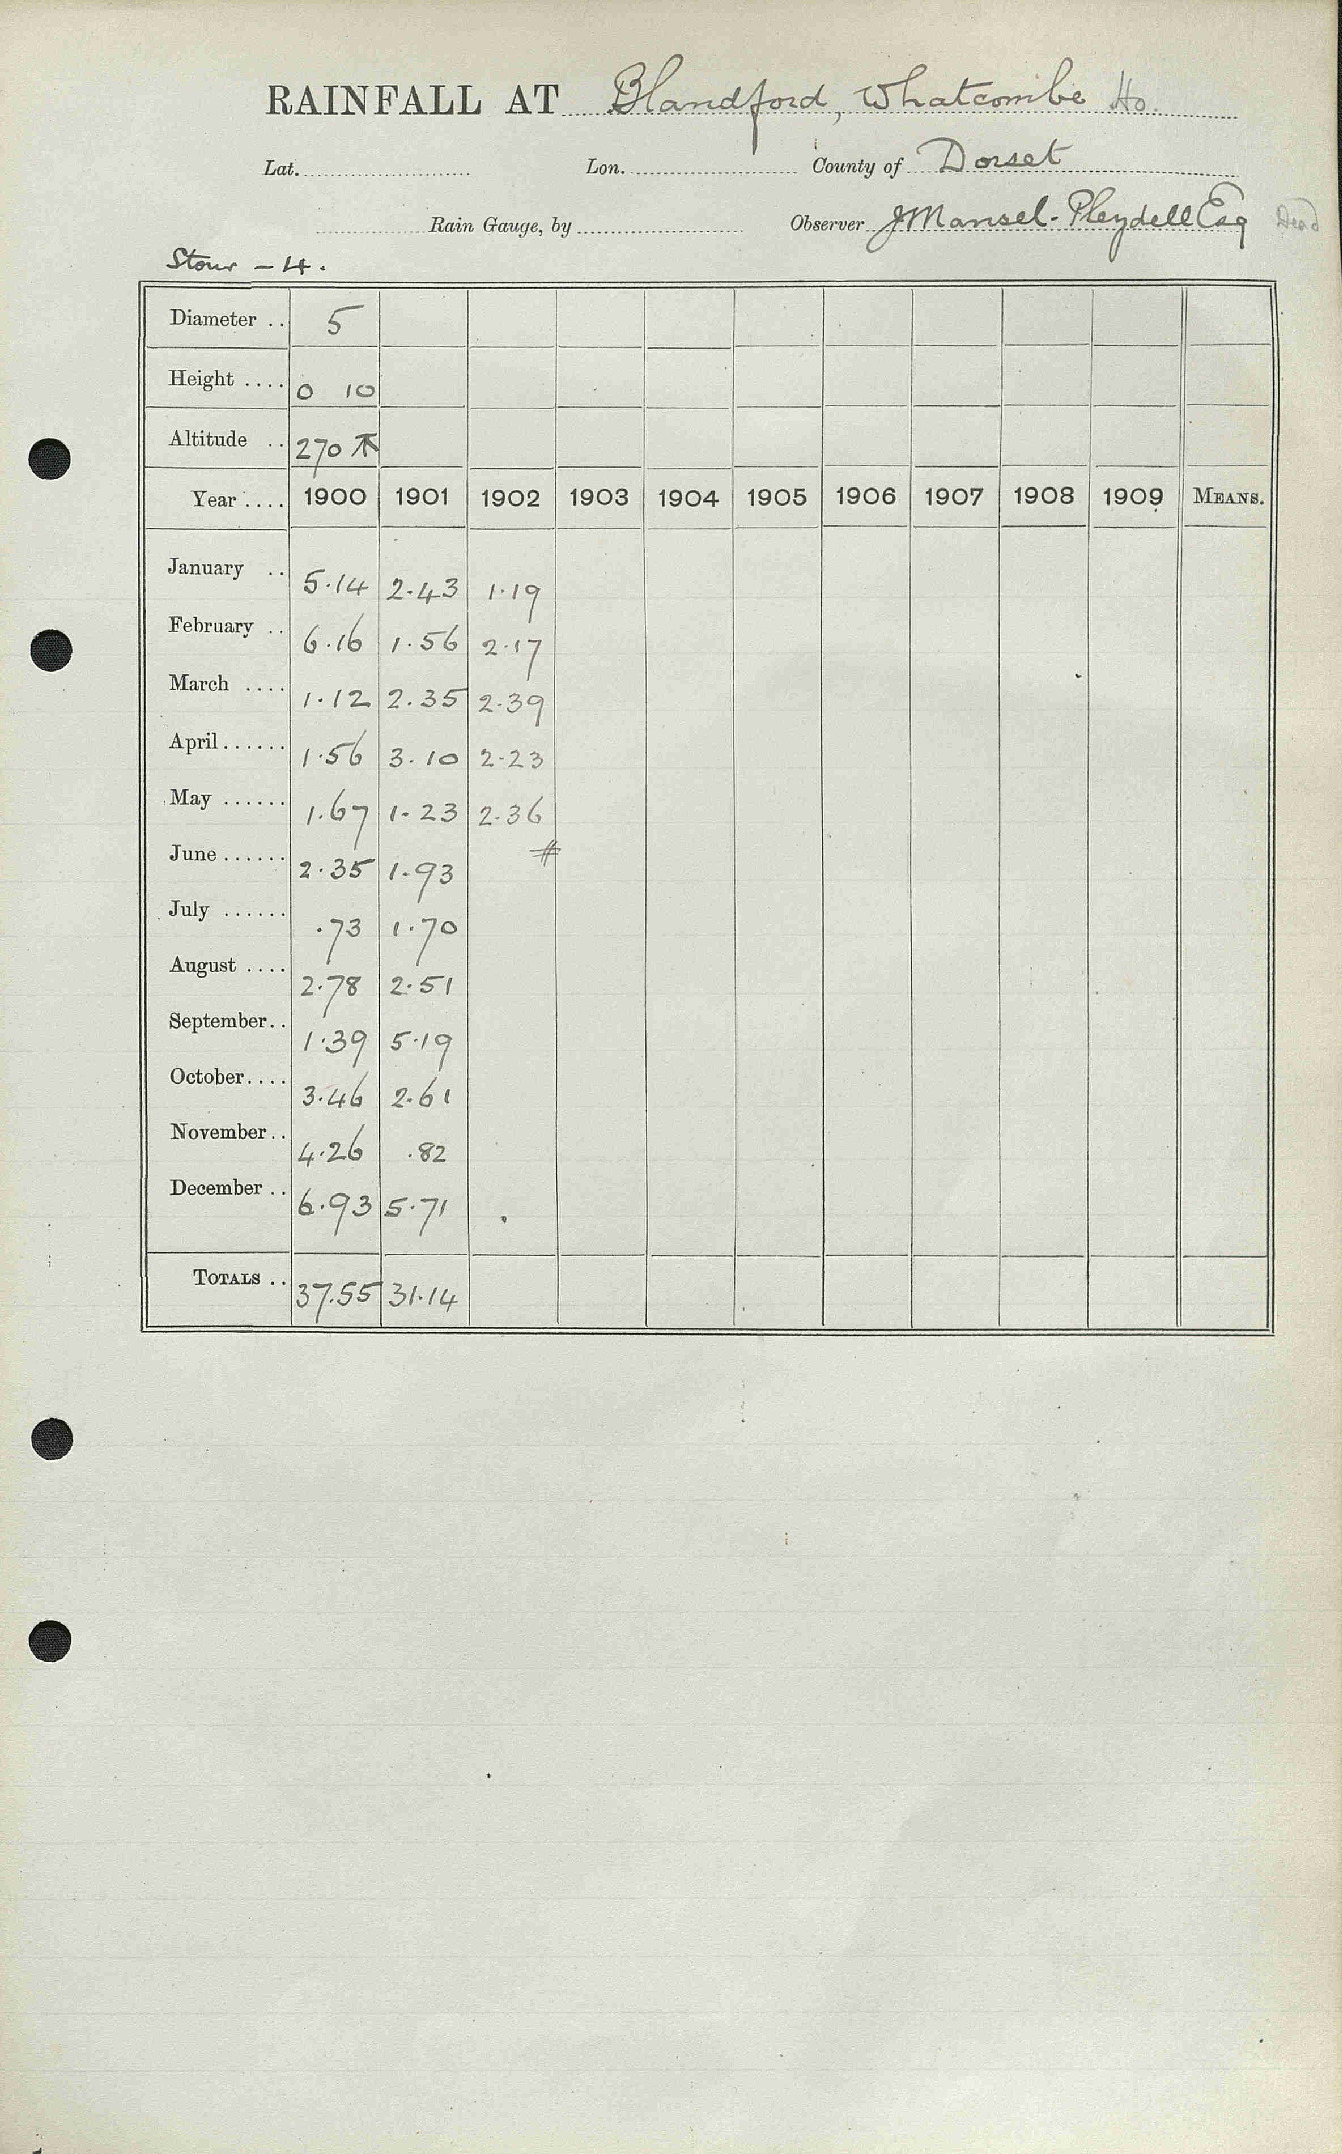 RAINFALL AT Blandford, Whatcombe Ho.
Lat. Lon. County of Dorset
Rain Gauge, by Observer J Mansel-Pleydell Esq Dead
Stour - 4.
Diameter .. 5
Height .... 0 10
Altitude .. 270
Year .... 1900 1901 1902 1903 1904 1905 1906 1907 1908 1909 MEANS.
January .. 5.14 2.43 1.19
February .. 6.16 1.56 2.17
March .... 1.12 2.35 2.39
April ...... 1.56 3.10 2.23
May ...... 1.67 1.23 2.36
June ...... 2.35 1.93 #
July ...... .73 1.70
August .... 2.78 2.51
September.. 1.39 5.19
October.... 3.46 2.61
November.. 4.26 .82
December .. 6.93 5.71
TOTALS .. 37.55 31.14